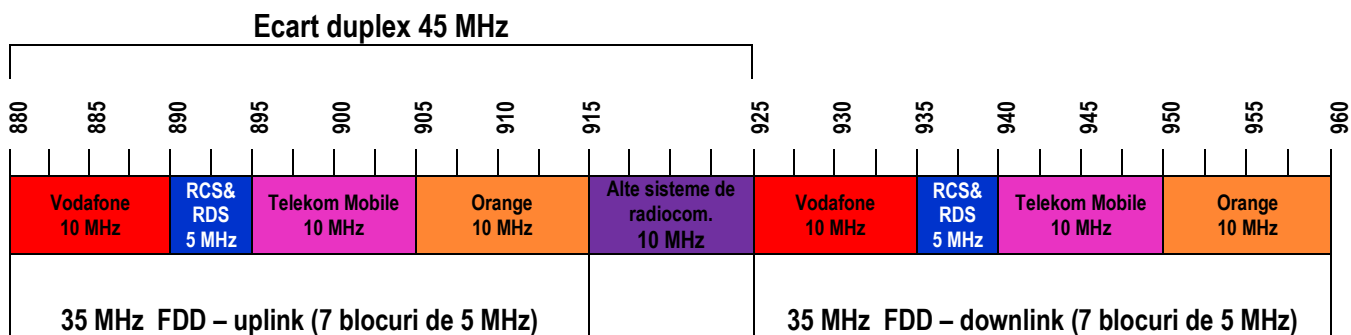 Ecart duplex 45 MHz
880 885 890 895 900 905 910 915 925 930 935 940 945 950 955 960
Vodafone
10 MHz
RCS&
RDS
5 MHz
Telekom Mobile
10 MHz
Orange
10 MHz
Alte sisteme de
radiocom.
10 MHz
Vodafone
10 MHz
RCS&
RDS
5 MHz
Telekom Mobile
10 MHz
Orange
10 MHz
35 MHz FDD – uplink (7 blocuri de 5 MHz)
35 MHz FDD – downlink (7 blocuri de 5 MHz)